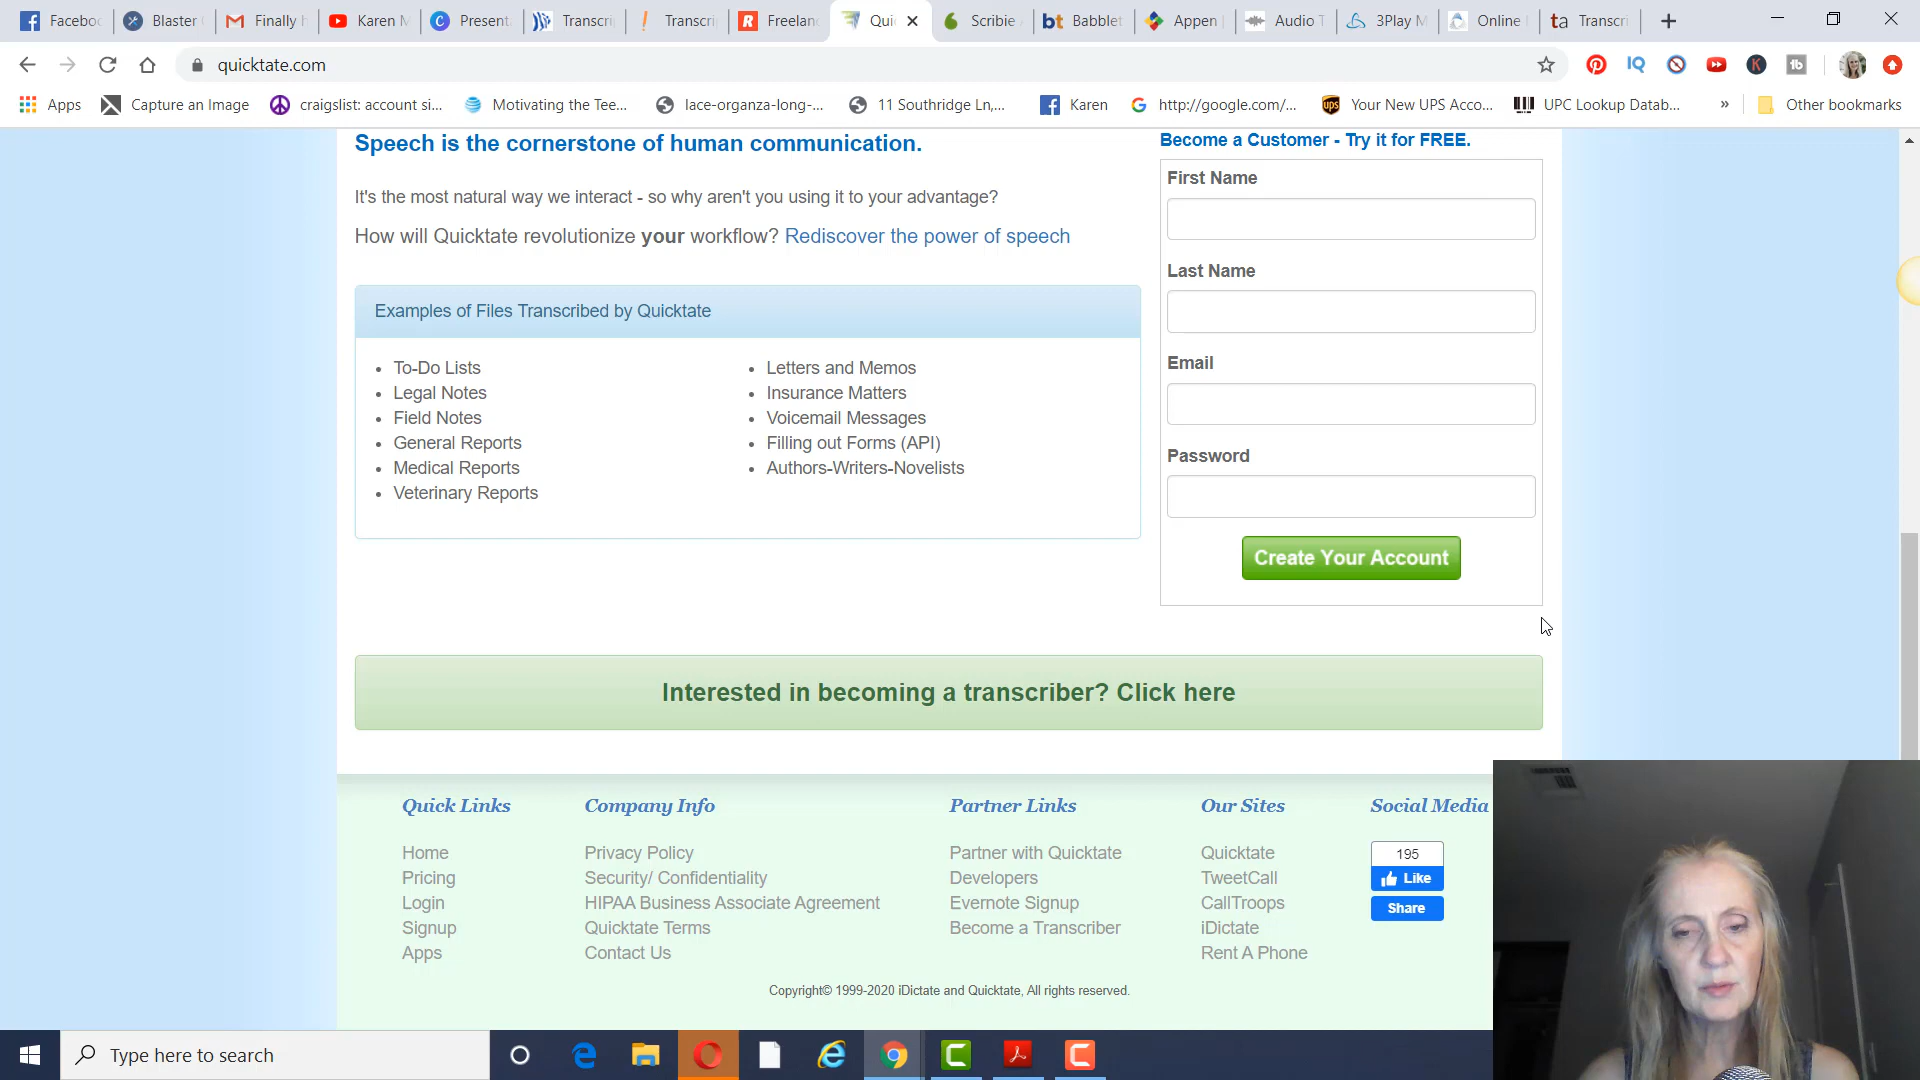 Facebo
Blaster
Finally h
Karen M
Present
Transcri
Transcri
Freelan
Qui
Scribie
Babblet
Appen
Audio T
3Play M
Online
Transcri
quicktate.com
Apps
Capture an Image
craigslist: account si...
Motivating the Tee...
lace-organza-long-...
11 Southridge Ln,...
Karen
http://google.com/...
Your New UPS Acco...
UPC Lookup Datab...
»
Other bookmarks
Speech is the cornerstone of human communication.
It's the most natural way we interact - so why aren't you using it to your advantage?
How will Quicktate revolutionize your workflow? Rediscover the power of speech
Examples of Files Transcribed by Quicktate
• To-Do Lists
• Legal Notes
• Field Notes
• General Reports
• Medical Reports
• Veterinary Reports
• Letters and Memos
• Insurance Matters
• Voicemail Messages
• Filling out Forms (API)
• Authors-Writers-Novelists
Become a Customer - Try it for FREE.
First Name
Last Name
Email
Password
Create Your Account
Interested in becoming a transcriber? Click here
Quick Links
Home
Pricing
Login
Signup
Apps
Company Info
Privacy Policy
Security/ Confidentiality
HIPAA Business Associate Agreement
Quicktate Terms
Contact Us
Partner Links
Partner with Quicktate
Developers
Evernote Signup
Become a Transcriber
Our Sites
Quicktate
TweetCall
CallTroops
iDictate
Rent A Phone
Social Media
195
Like
Share
Copyright© 1999-2020 iDictate and Quicktate, All rights reserved.
Type here to search